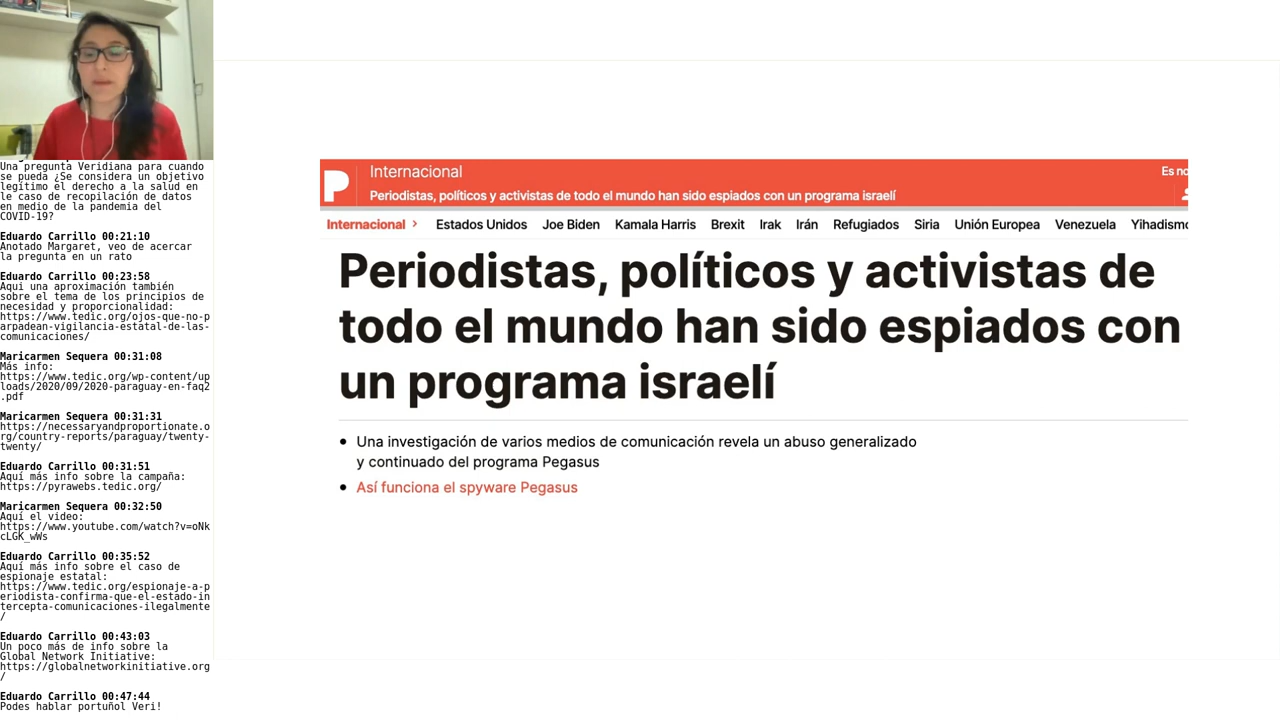 Una pregunta Veridiana para cuando
se pueda ¿Se considera un objetivo
legítimo el derecho a la salud en
le caso de recopilación de datos
en medio de la pandemia del
COVID-19?
Eduardo Carrillo 00:21:10
Anotado Margaret, veo de acercar
la pregunta en un rato
Eduardo Carrillo 00:23:58
Aqui una aproximación también
sobre el tema de los principios de
necesidad y proporcionalidad:
https://www.tedic.org/ojos-que-no-p
arpadean-vigilancia-estatal-de-las-
comunicaciones/
Maricarmen Sequera 00:31:08
Más info:
https://www.tedic.org/wp-content/up
loads/2020/09/2020-paraguay-en-faq2
.pdf
Maricarmen Sequera 00:31:31
https://necessaryandproportionate.o
rg/country-reports/paraguay/twenty-
twenty/
Eduardo Carrillo 00:31:51
Aquí más info sobre la campaña:
https://pyrawebs.tedic.org/
Maricarmen Sequera 00:32:50
Aquí el video:
https://www.youtube.com/watch?v=oNk
cLGK_wWs
Eduardo Carrillo 00:35:52
Aquí más info sobre el caso de
espionaje estatal:
https://www.tedic.org/espionaje-a-p
eriodista-confirma-que-el-estado-in
tercepta-comunicaciones-ilegalmente
/
Eduardo Carrillo 00:43:03
Un poco más de info sobre la
Global Network Initiative:
https://globalnetworkinitiative.org
/
Eduardo Carrillo 00:47:44
Podes hablar portuñol Veri!
P
Internacional
Es no
Periodistas, políticos y activistas de todo el mundo han sido espiados con un programa israelí
Internacional > Estados Unidos Joe Biden Kamala Harris Brexit Irak Irán Refugiados Siria Unión Europea Venezuela Yihadismo
Periodistas, políticos y activistas de
todo el mundo han sido espiados con
un programa israelí
• Una investigación de varios medios de comunicación revela un abuso generalizado
y continuado del programa Pegasus
• Así funciona el spyware Pegasus